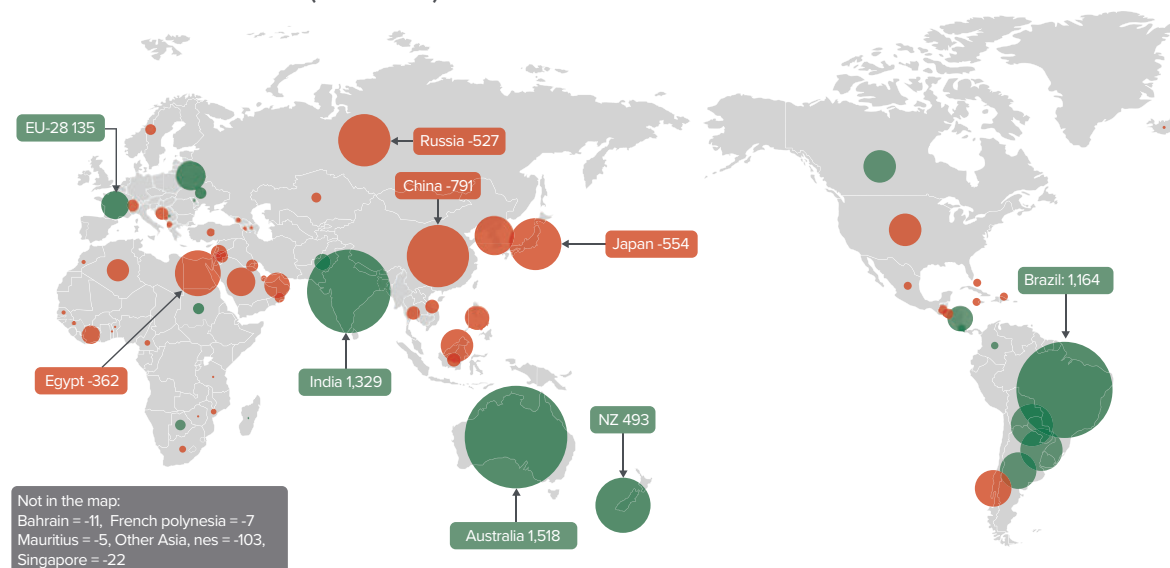 EU-28 135
Russia -527
China -791
Japan -554
Brazil: 1,164
Egypt -362
India 1,329
NZ 493
Australia 1,518
Not in the map:
Bahrain = -11, French polynesia = -7
Mauritius = -5, Other Asia, nes = -103,
Singapore = -22